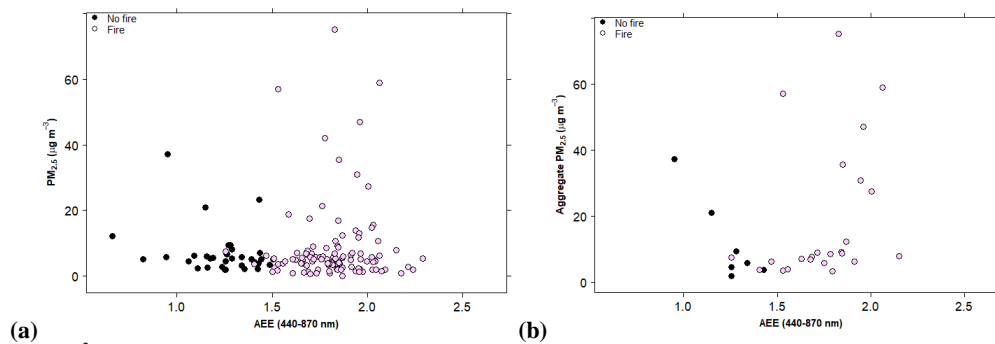 No fire
Fire
PM2.5 (μg m−3)
60
40
20
0
1.0 1.5 2.0 2.5
(a) AEE (440-870 nm)
No fire
Fire
Aggregate PM2.5 (μg m−3)
60
40
20
0
1.0 1.5 2.0 2.5
(b) AEE (440-870 nm)